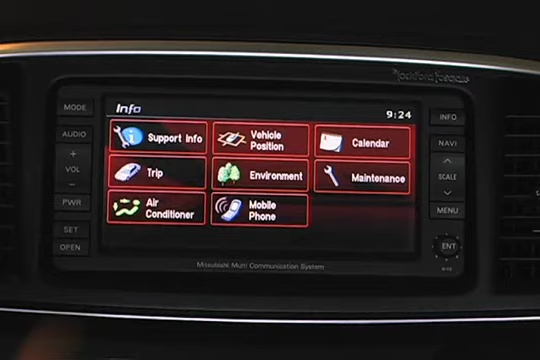 Rockford Fosgate
MODE
AUDIO
+
VOL
−
PWR
SET
OPEN
Info
9:24
Support Info
Vehicle
Position
Calendar
Trip
Environment
Maintenance
Air
Conditioner
Mobile
Phone
INFO
NAVI
SCALE
MENU
ENT
Mitsubishi Multi Communication System